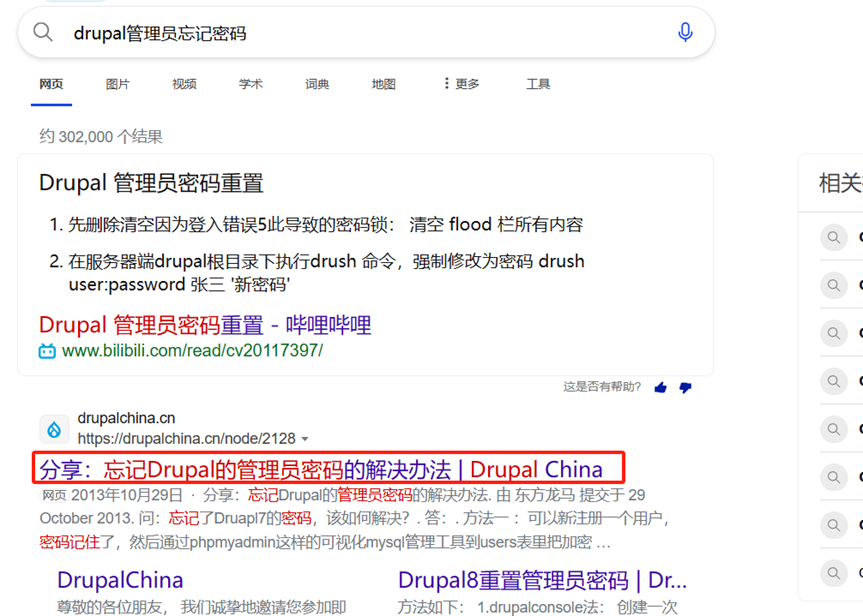 drupal管理员忘记密码
网页 图片 视频 学术 词典 地图 更多 工具
约 302,000 个结果
Drupal 管理员密码重置
1. 先删除清空因为登入错误5此导致的密码锁： 清空 flood 栏所有内容
2. 在服务器端drupal根目录下执行drush 命令，强制修改为密码 drush
user:password 张三 '新密码'
Drupal 管理员密码重置 - 哔哩哔哩
www.bilibili.com/read/cv20117397/
这是否有帮助?
drupalchina.cn
https://drupalchina.cn/node/2128
分享：忘记Drupal的管理员密码的解决办法 | Drupal China
网页 2013年10月29日 · 分享：忘记Drupal的管理员密码的解决办法. 由 东方龙马 提交于 29
October 2013. 问：忘记了Druapl7的密码，该如何解决？. 答：. 方法一 ：可以新注册一个用户，
密码记住了，然后通过phpmyadmin这样的可视化mysql管理工具到users表里把加密 …
DrupalChina
尊敬的各位朋友， 我们诚挚地邀请您参加即
Drupal8重置管理员密码 | Dr...
方法如下： 1.drupalconsole法： 创建一次
相关